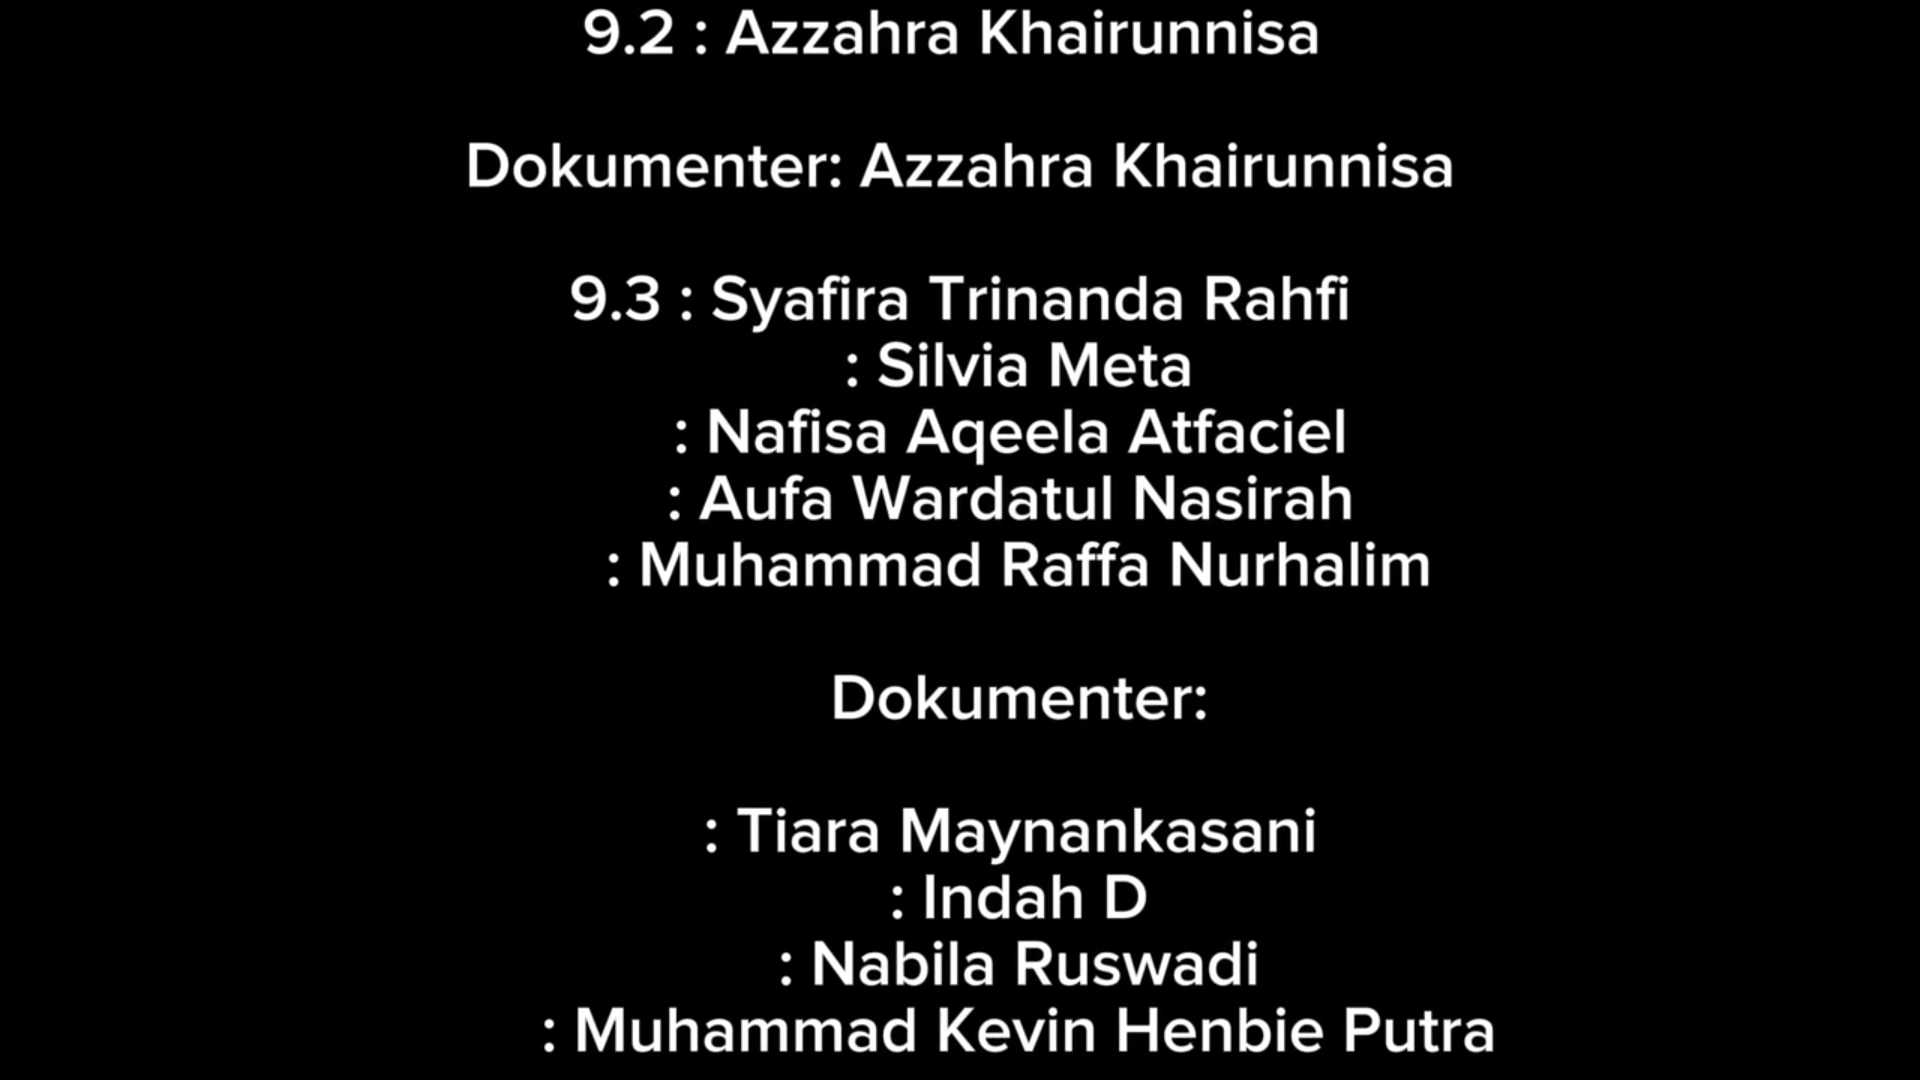 9.2 : Azzahra Khairunnisa
Dokumenter: Azzahra Khairunnisa
9.3 : Syafira Trinanda Rahfi
: Silvia Meta
: Nafisa Aqeela Atfaciel
: Aufa Wardatul Nasirah
: Muhammad Raffa Nurhalim
Dokumenter:
: Tiara Maynankasani
: Indah D
: Nabila Ruswadi
: Muhammad Kevin Henbie Putra